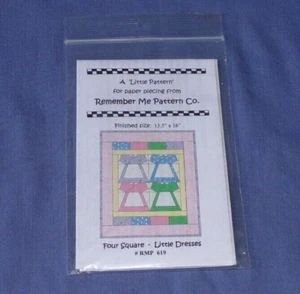 A 'Little Pattern'
for paper piecing from
Remember Me Pattern Co.
Finished size: 13.5" x 16"
Four Square - Little Dresses
# RMP 619